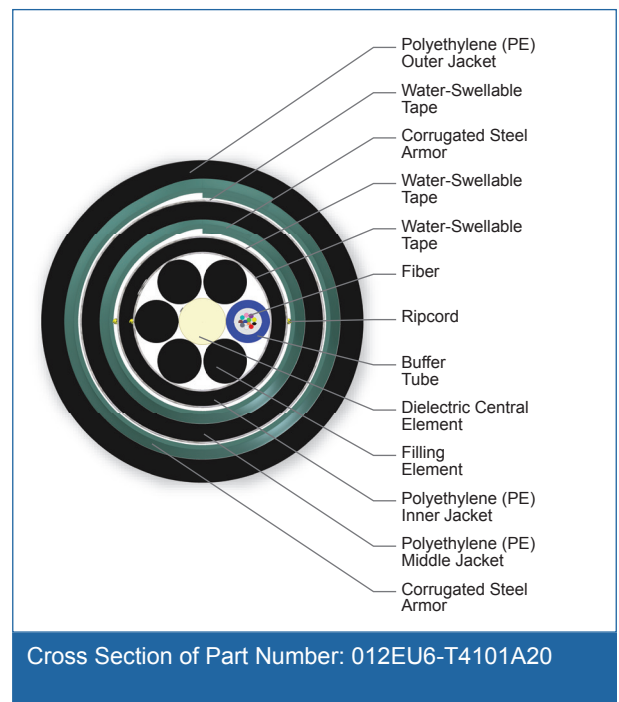 Polyethylene (PE)
Outer Jacket
Water-Swellable
Tape
Corrugated Steel
Armor
Water-Swellable
Tape
Water-Swellable
Tape
Fiber
Ripcord
Buffer
Tube
Dielectric Central
Element
Filling
Element
Polyethylene (PE)
Inner Jacket
Polyethylene (PE)
Middle Jacket
Corrugated Steel
Armor
Cross Section of Part Number: 012EU6-T4101A20